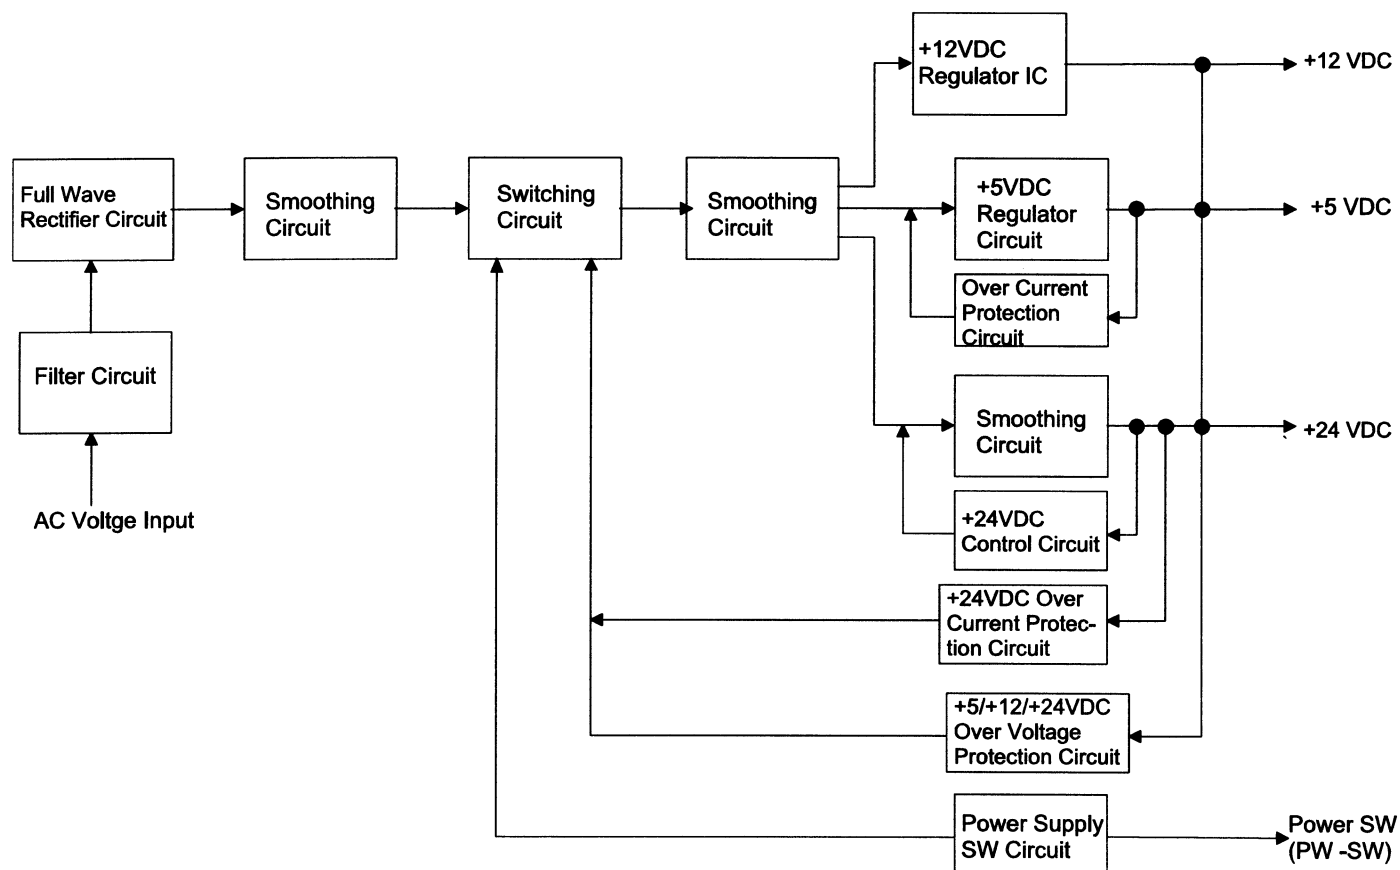 +12VDC
Regulator IC
+12 VDC
Full Wave
Rectifier Circuit
Smoothing
Circuit
Switching
Circuit
Smoothing
Circuit
+5VDC
Regulator
Circuit
+5 VDC
Over Current
Protection
Circuit
Filter Circuit
Smoothing
Circuit
+24 VDC
AC Voltge Input
+24VDC
Control Circuit
+24VDC Over
Current Protec-
tion Circuit
+5/+12/+24VDC
Over Voltage
Protection Circuit
Power Supply
SW Circuit
Power SW
(PW -SW)